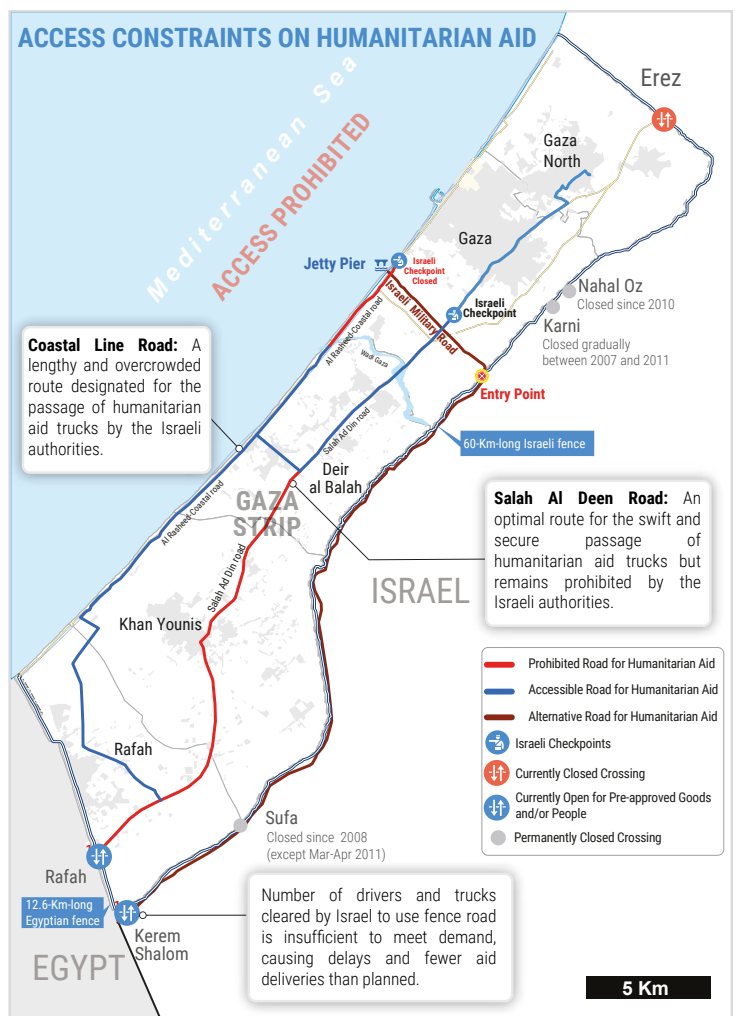 ACCESS CONSTRAINTS ON HUMANITARIAN AID
Mediterranean Sea
ACCESS PROHIBITED
Erez
Gaza
North
Gaza
Jetty Pier
Israeli
Checkpoint
Closed
Israeli Military Road
Israeli
Checkpoint
Nahal Oz
Closed since 2010
Karni
Closed gradually
between 2007 and 2011
Entry Point
Al Rasheed-Coastal road
Wadi Gaza
Salah Ad Din road
60-Km-long Israeli fence
Coastal Line Road: A
lengthy and overcrowded
route designated for the
passage of humanitarian
aid trucks by the Israeli
authorities.
Deir
al Balah
GAZA
STRIP
Al Rasheed-Coastal road
Salah Ad Din road
ISRAEL
Salah Al Deen Road: An
optimal route for the swift and
secure passage of
humanitarian aid trucks but
remains prohibited by the
Israeli authorities.
Khan Younis
Rafah
Prohibited Road for Humanitarian Aid
Accessible Road for Humanitarian Aid
Alternative Road for Humanitarian Aid
Israeli Checkpoints
Currently Closed Crossing
Currently Open for Pre-approved Goods
and/or People
Permanently Closed Crossing
Sufa
Closed since 2008
(except Mar-Apr 2011)
Rafah
12.6-Km-long
Egyptian fence
Kerem
Shalom
EGYPT
Number of drivers and trucks
cleared by Israel to use fence road
is insufficient to meet demand,
causing delays and fewer aid
deliveries than planned.
5 Km